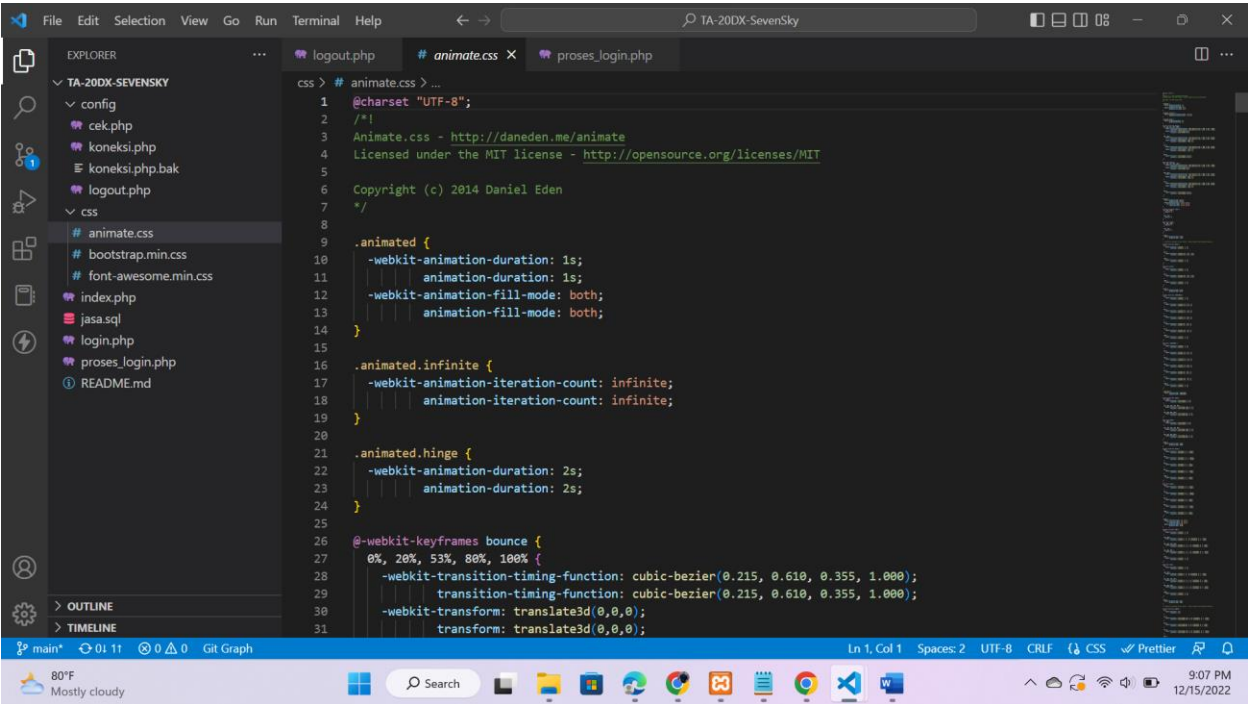 File Edit Selection View Go Run Terminal Help
TA-20DX-SevenSky
EXPLORER
logout.php
# animate.css
proses_login.php
TA-20DX-SEVENSKY
config
cek.php
koneksi.php
koneksi.php.bak
logout.php
css
# animate.css
# bootstrap.min.css
# font-awesome.min.css
index.php
jasa.sql
login.php
proses_login.php
README.md
OUTLINE
TIMELINE
css > # animate.css > ...
1 @charset "UTF-8";
2 /*!
3 Animate.css - http://daneden.me/animate
4 Licensed under the MIT license - http://opensource.org/licenses/MIT
5
6 Copyright (c) 2014 Daniel Eden
7 */
8
9 .animated {
10 -webkit-animation-duration: 1s;
11 animation-duration: 1s;
12 -webkit-animation-fill-mode: both;
13 animation-fill-mode: both;
14 }
15
16 .animated.infinite {
17 -webkit-animation-iteration-count: infinite;
18 animation-iteration-count: infinite;
19 }
20
21 .animated.hinge {
22 -webkit-animation-duration: 2s;
23 animation-duration: 2s;
24 }
25
26 @-webkit-keyframes bounce {
27 0%, 20%, 53%, 80%, 100% {
28 -webkit-transition-timing-function: cubic-bezier(0.215, 0.610, 0.355, 1.000);
29 transition-timing-function: cubic-bezier(0.215, 0.610, 0.355, 1.000);
30 -webkit-transform: translate3d(0,0,0);
31 transform: translate3d(0,0,0);
main* 0↓ 1↑ 0 0 Git Graph
Ln 1, Col 1 Spaces: 2 UTF-8 CRLF CSS Prettier
80°F
Mostly cloudy
Search
9:07 PM
12/15/2022